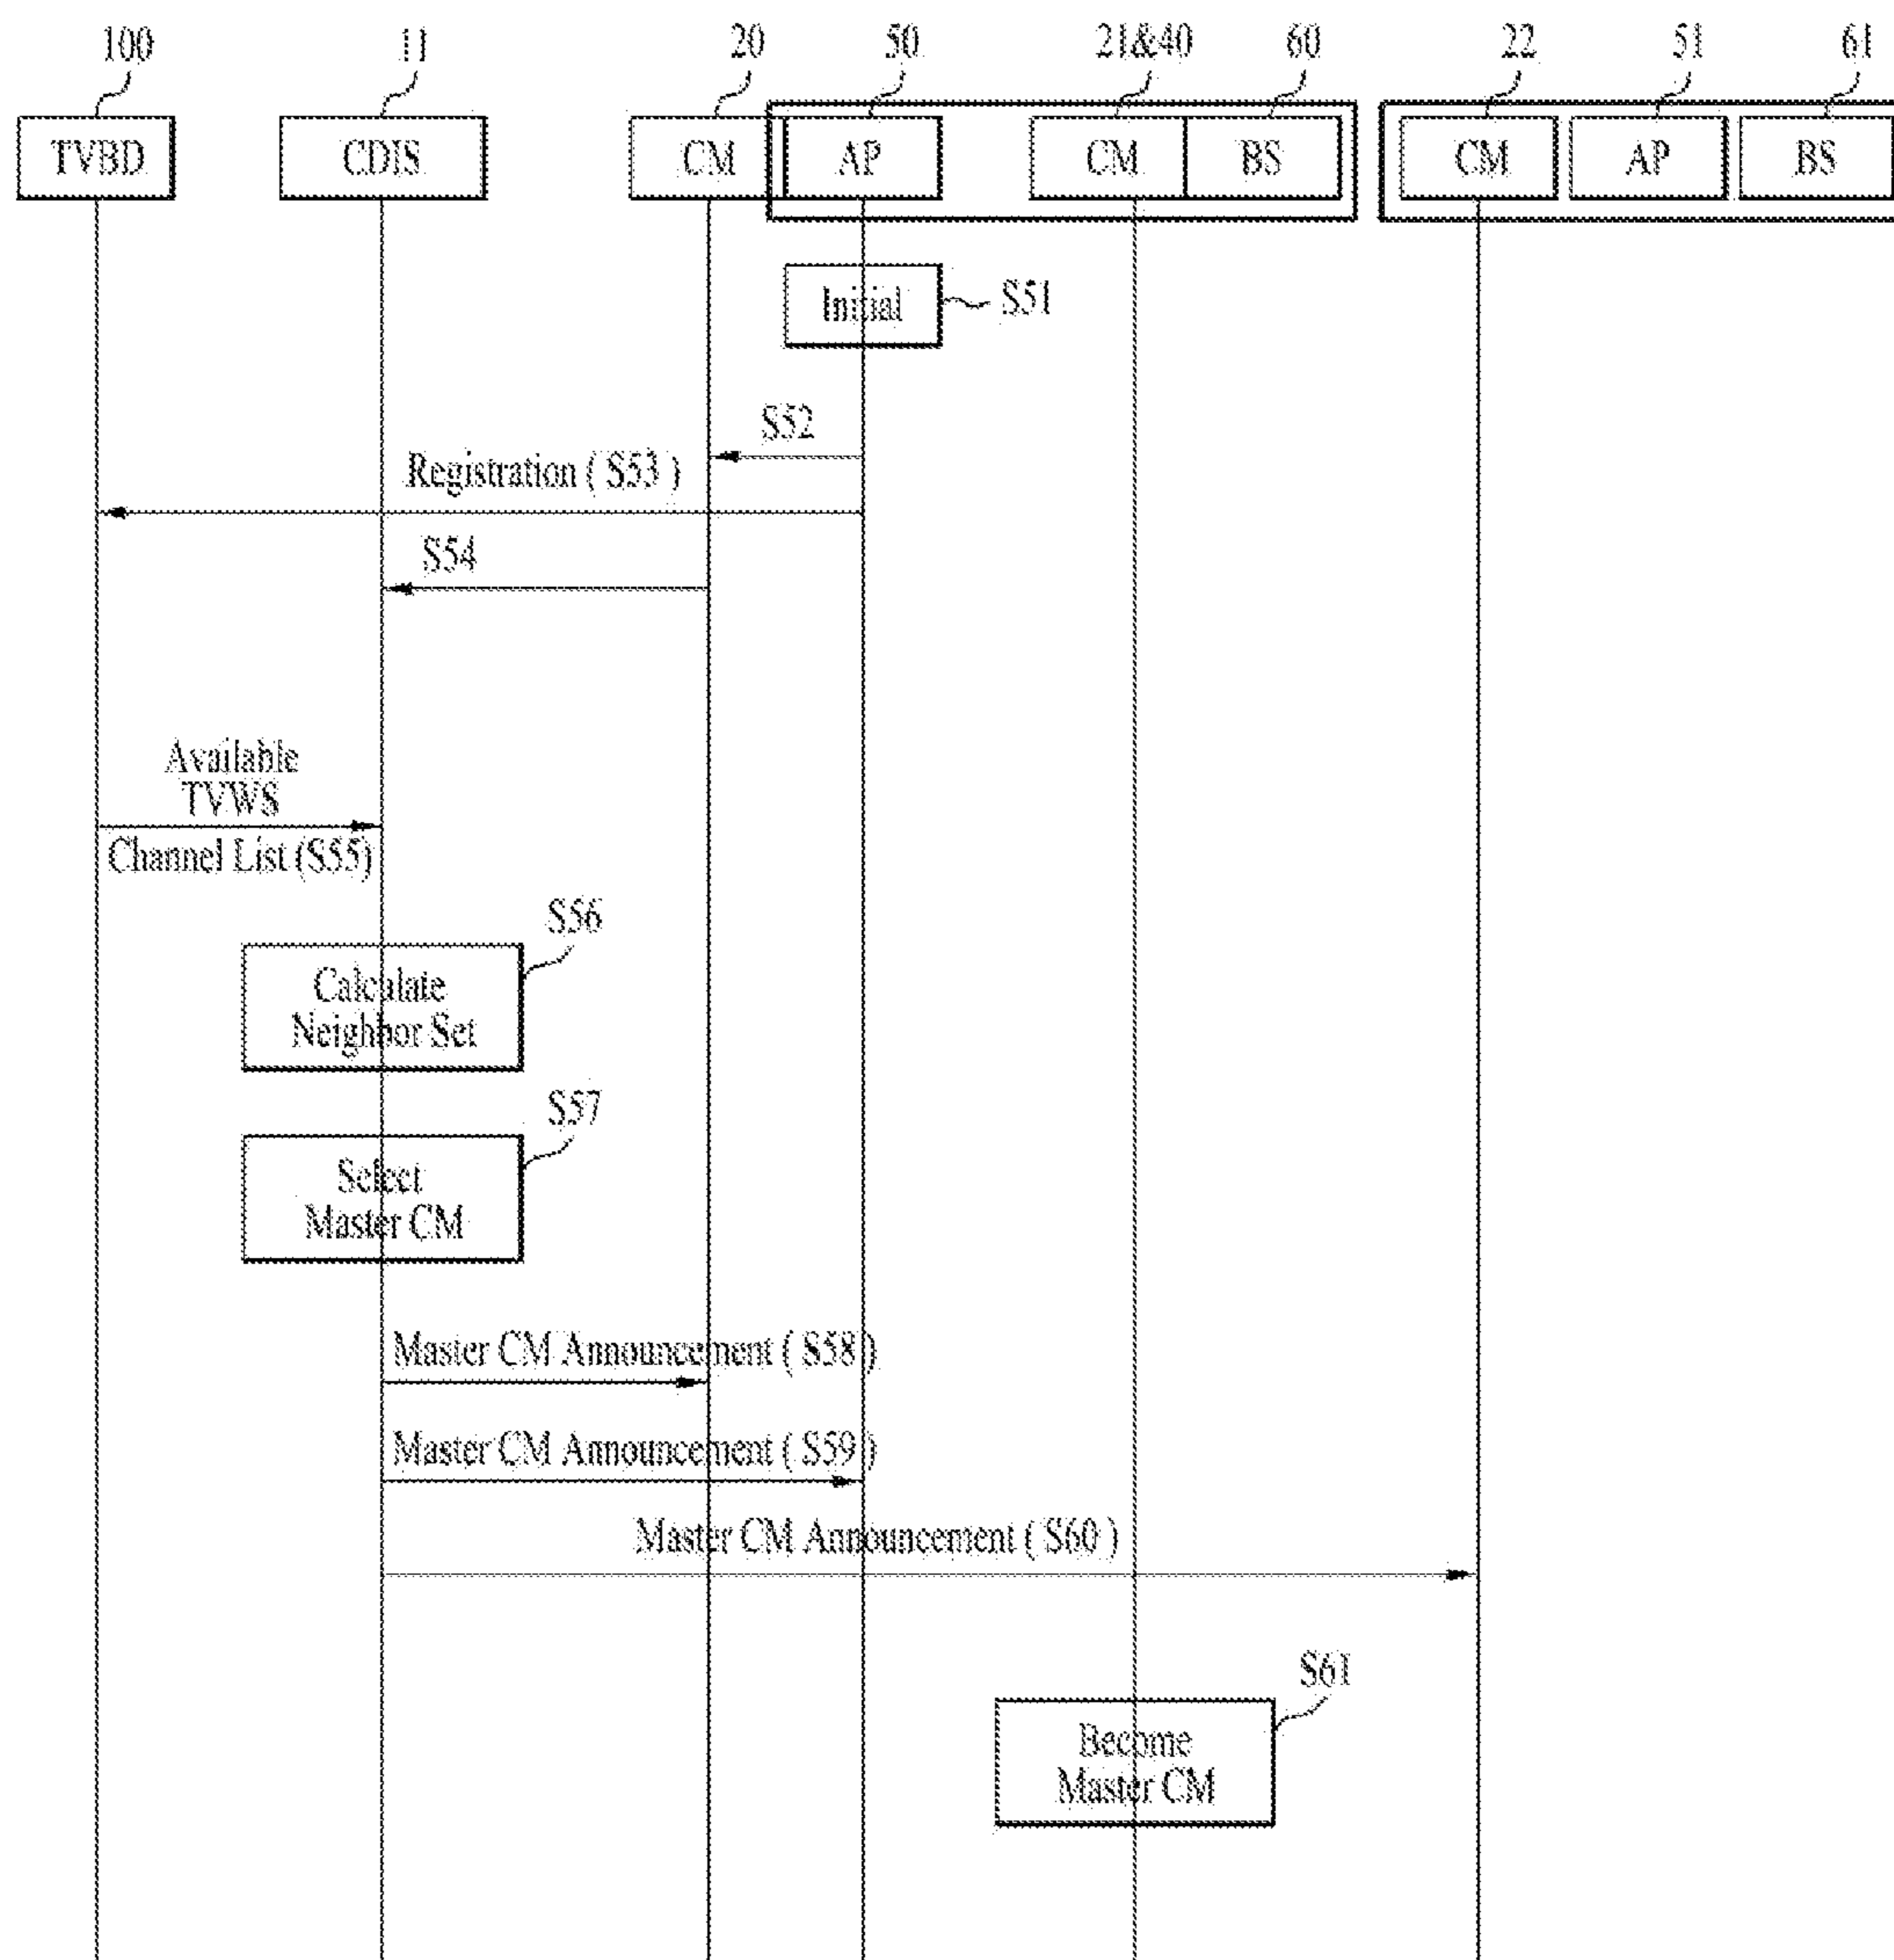 100 11 20 50 21&40 60 22 51 61
TVBD CDIS CM AP CM BS CM AP BS
Initial S51
S52
Registration ( S53 )
S54
Available
TVWS
Channel List (S55)
S56
Calculate
Neighbor Set
S57
Select
Master CM
Master CM Announcement ( S58 )
Master CM Announcement ( S59 )
Master CM Announcement ( S60 )
S61
Become
Master CM